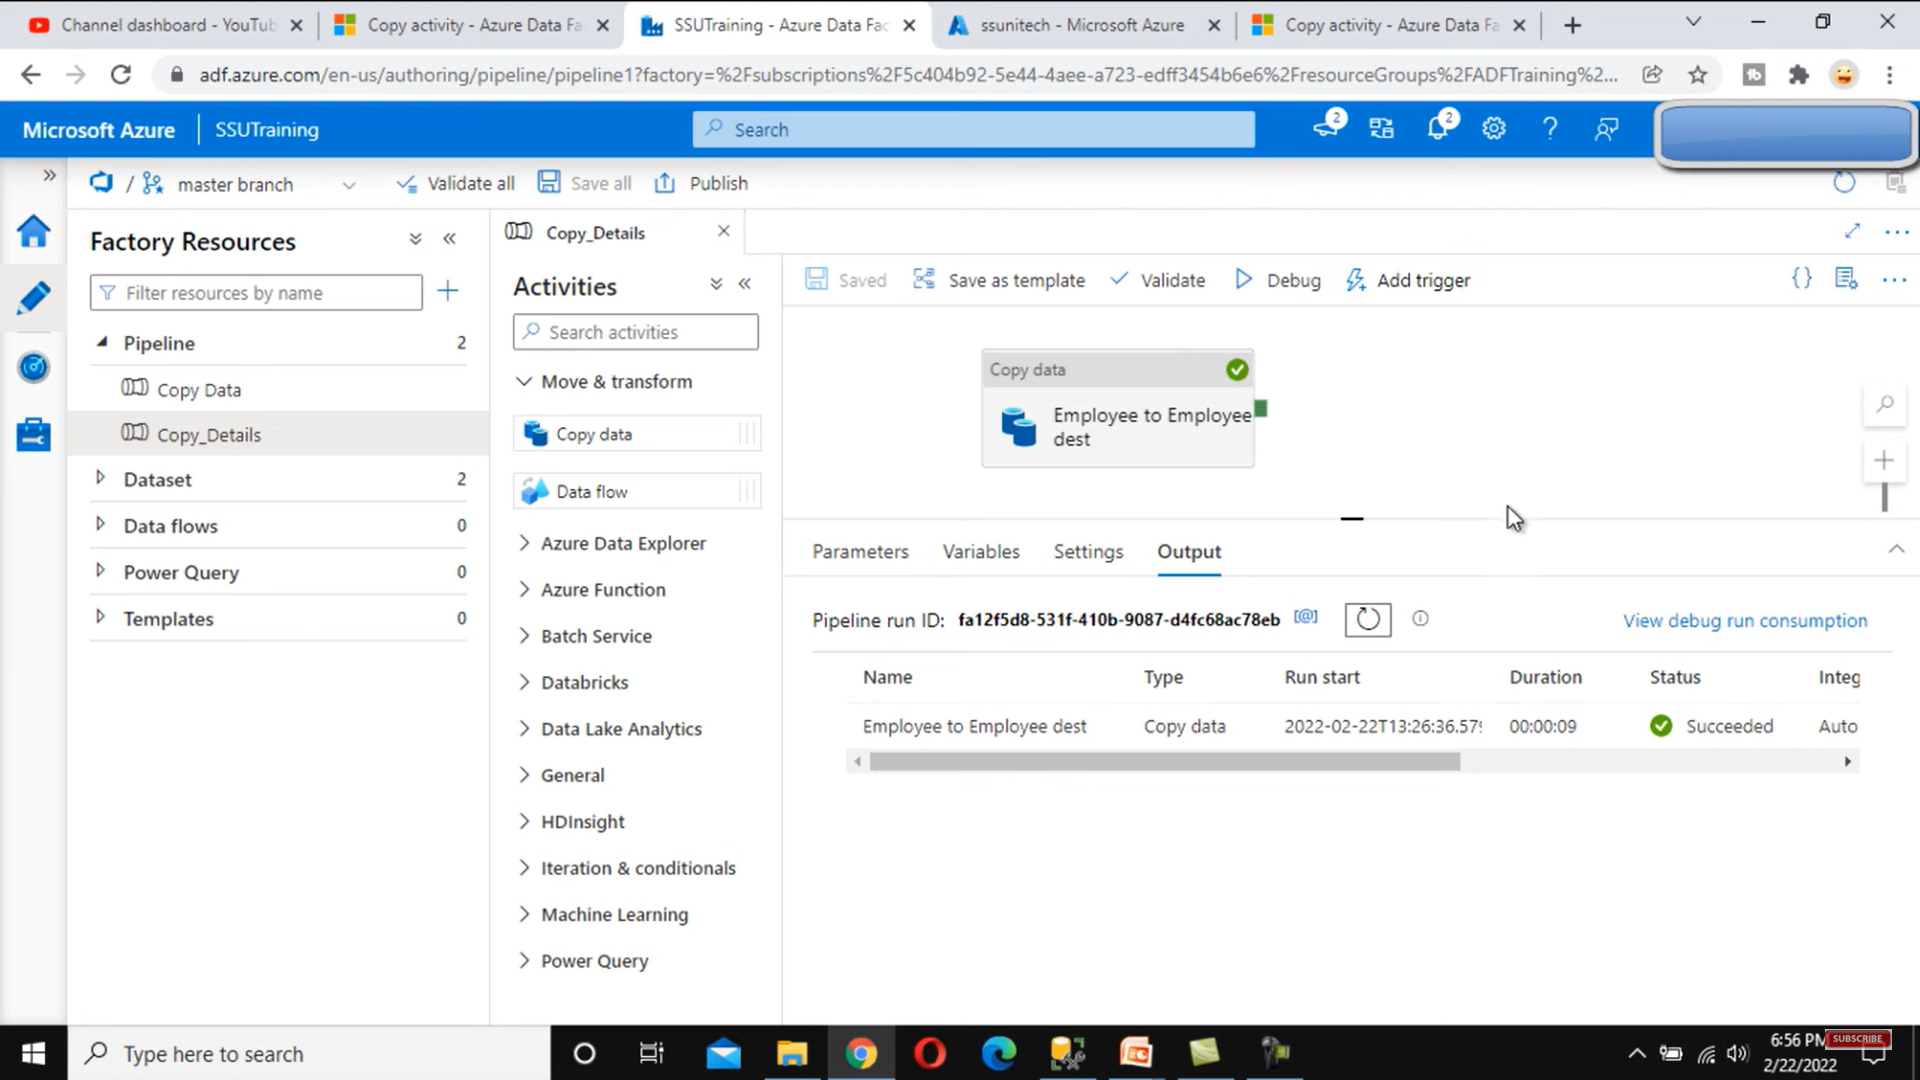 Channel dashboard - YouTub
Copy activity - Azure Data Fa
SSUTraining - Azure Data Fac
ssunitech - Microsoft Azure
Copy activity - Azure Data Fa
adf.azure.com/en-us/authoring/pipeline/pipeline1?factory=%2Fsubscriptions%2F5c404b92-5e44-4aee-a723-edff3454b6e6%2FresourceGroups%2FADFTraining%2...
Microsoft Azure
SSUTraining
Search
2
2
/ master branch
Validate all
Save all
Publish
Factory Resources
Filter resources by name
Pipeline 2
Copy Data
Copy_Details
Dataset 2
Data flows 0
Power Query 0
Templates 0
Copy_Details
Activities
Search activities
Move & transform
Copy data
Data flow
Azure Data Explorer
Azure Function
Batch Service
Databricks
Data Lake Analytics
General
HDInsight
Iteration & conditionals
Machine Learning
Power Query
Saved
Save as template
Validate
Debug
Add trigger
Copy data
Employee to Employee
dest
Parameters
Variables
Settings
Output
Pipeline run ID: fa12f5d8-531f-410b-9087-d4fc68ac78eb
View debug run consumption
Name Type Run start Duration Status Integ
Employee to Employee dest Copy data 2022-02-22T13:26:36.579 00:00:09 Succeeded Auto
Type here to search
6:56 PM
2/22/2022
SUBSCRIBE